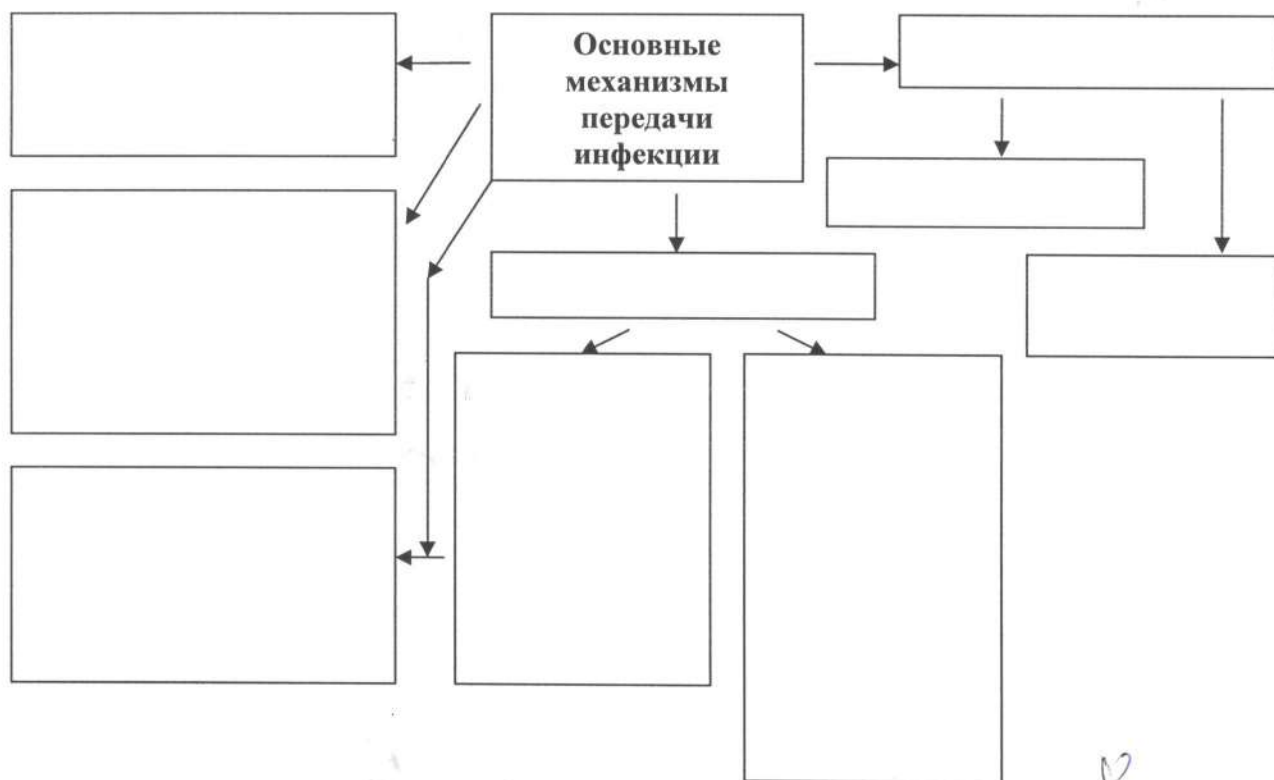 Основные
механизмы
передачи
инфекции